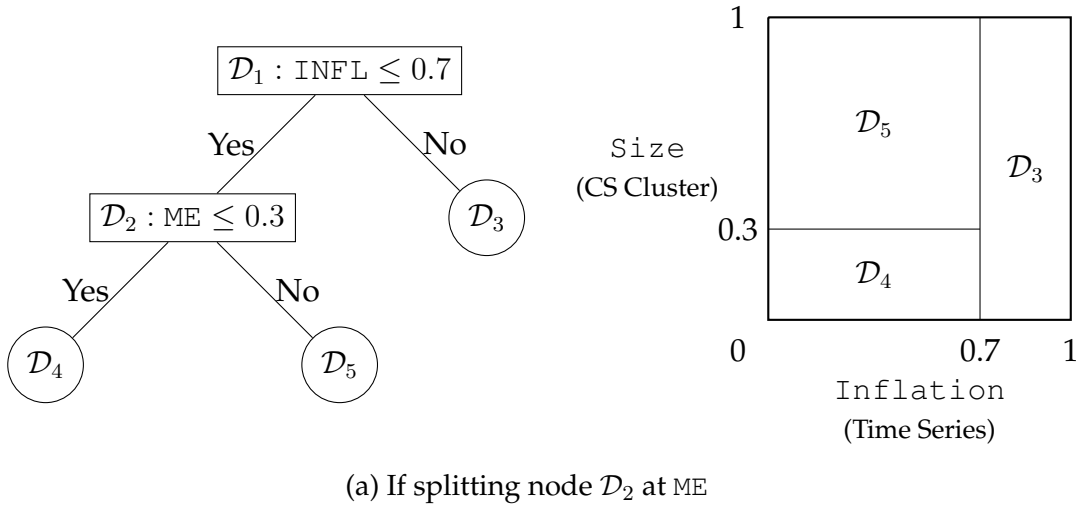 𝒟₁ : INFL ≤ 0.7
Yes
No
𝒟₂ : ME ≤ 0.3
𝒟₃
Yes
No
𝒟₄
𝒟₅
1
Size
(CS Cluster)
0.3
𝒟₅
𝒟₃
𝒟₄
0
0.7
1
Inflation
(Time Series)
(a) If splitting node 𝒟₂ at ME